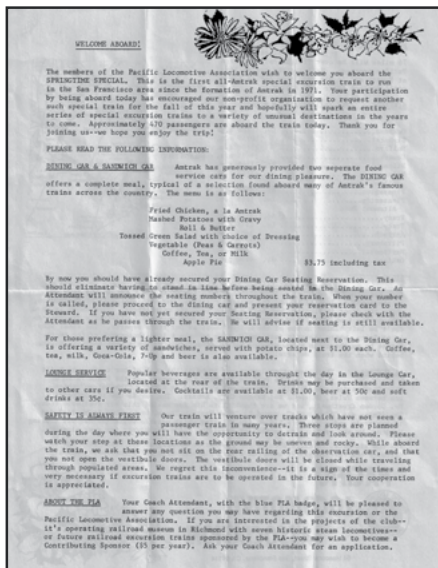 WELCOME ABOARD!
The members of the Pacific Locomotive Association wish to welcome you aboard the
SPRINGTIME SPECIAL. This is the first all-Amtrak special excursion train to run
in the San Francisco area since the formation of Amtrak in 1971. Your participation
by being aboard today has encouraged our non-profit organization to request another
such special train for the fall of this year and hopefully will spark an entire
series of special excursion trains to a variety of unusual destinations in the years
to come. Approximately 470 passengers are aboard the train today. Thank you for
joining us--we hope you enjoy the trip!
PLEASE READ THE FOLLOWING INFORMATION:
DINING CAR & SANDWICH CAR Amtrak has generously provided two seperate food
service cars for our dining pleasure. The DINING CAR
offers a complete meal, typical of a selection found aboard many of Amtrak's famous
trains across the country. The menu is as follows:
Fried Chicken, a la Amtrak
Mashed Potatoes with Gravy
Roll & Butter
Tossed Green Salad with choice of Dressing
Vegetable (Peas & Carrots)
Coffee, Tea, or Milk
Apple Pie $3.75 including tax
By now you should have already secured your Dining Car Seating Reservation. This
should eliminate having to stand in line before being seated in the Dining Car. An
Attendant will announce the seating numbers throughout the train. When your number
is called, please proceed to the dining car and present your reservation card to the
Steward. If you have not yet secured your Seating Reservation, please check with the
Attendant as he passes through the train. He will advise if seating is still available.
For those prefering a lighter meal, the SANDWICH CAR, located next to the Dining Car,
is offering a variety of sandwiches, served with potato chips, at $1.00 each. Coffee,
tea, milk, Coca-Cola, 7-Up and beer is also available.
LOUNGE SERVICE Popular beverages are available throughout the day in the Lounge Car,
located at the rear of the train. Drinks may be purchased and taken
to other cars if you desire. Cocktails are available at $1.00, beer at 50¢ and soft
drinks at 35¢.
SAFETY IS ALWAYS FIRST Our train will venture over tracks which have not seen a
passenger train in many years. Three stops are planned
during the day where you will have the opportunity to detrain and look around. Please
watch your step at these locations as the ground may be uneven and rocky. While aboard
the train, we ask that you not sit on the rear railing of the observation car, and that
you not open the vestibule doors. The vestibule doors will be closed while traveling
through populated areas. We regret this inconvenience--it is a sign of the times and
very necessary if excursion trains are to be operated in the future. Your cooperation
is appreciated.
ABOUT THE PLA Your Coach Attendant, with the blue PLA badge, will be pleased to
answer any question you may have regarding this excursion or the
Pacific Locomotive Association. If you are interested in the projects of the club--
it's operating railroad museum in Richmond with seven historic steam locomotives--
or future railroad excursion trains sponsored by the PLA--you may wish to become a
Contributing Sponsor ($5 per year). Ask your Coach Attendant for an application.